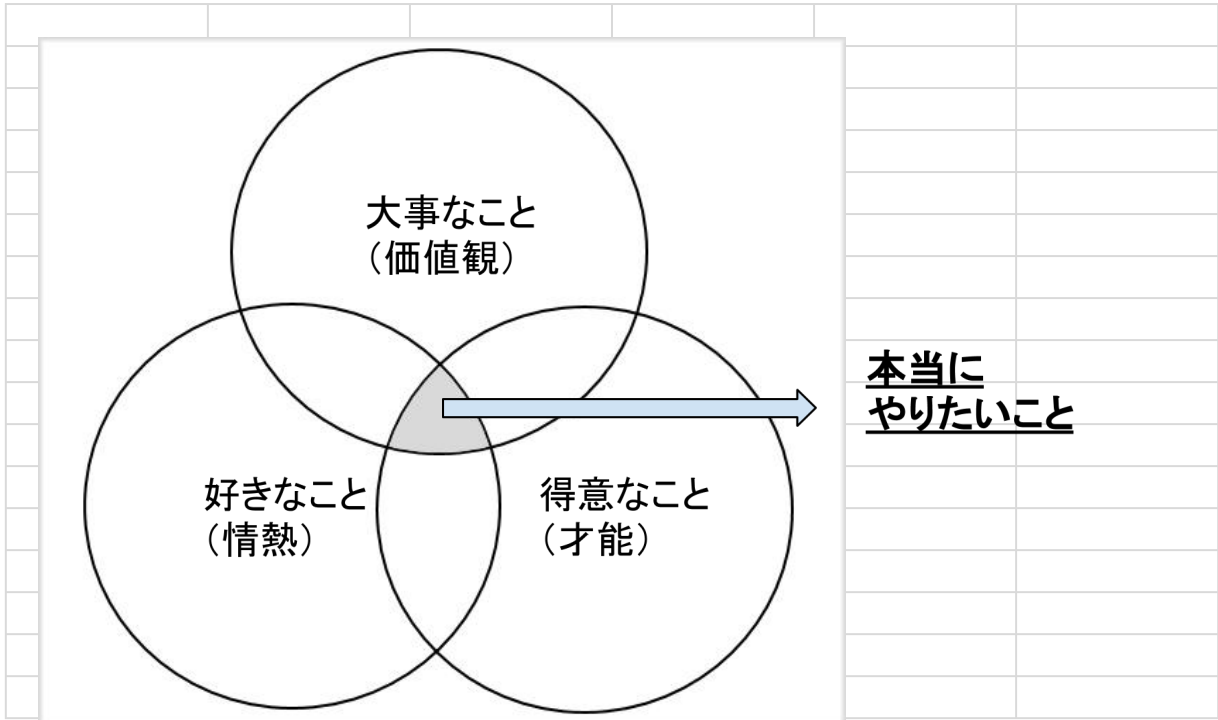 大事なこと
（価値観）
本当に
やりたいこと
好きなこと
（情熱）
得意なこと
（才能）